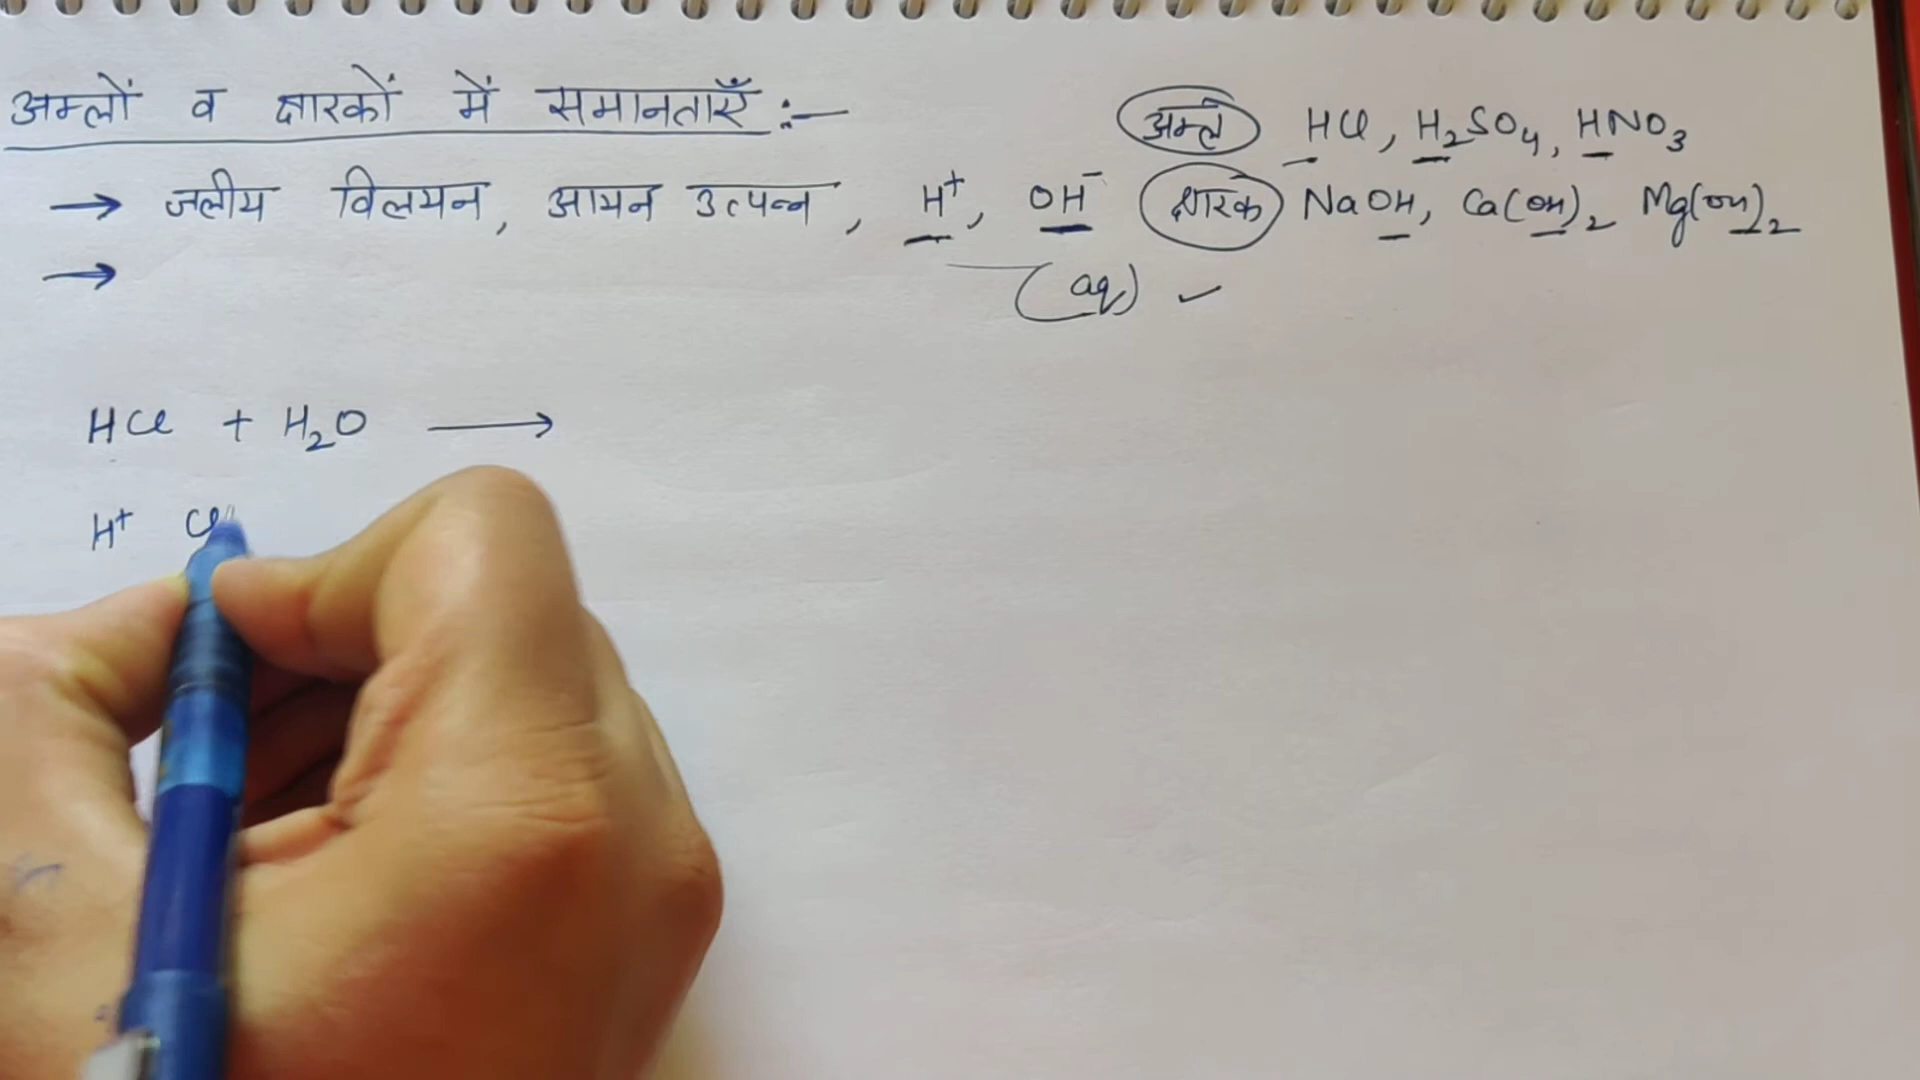 अम्लों व क्षारकों में समानताएँ :-
अम्ल HCl, H₂SO₄, HNO₃
→ जलीय विलयन, आयन उत्पन्न, H⁺, OH⁻
क्षारक NaOH, Ca(OH)₂ Mg(OH)₂
→ (aq) ✓
HCl + H₂O →
H⁺ Cl